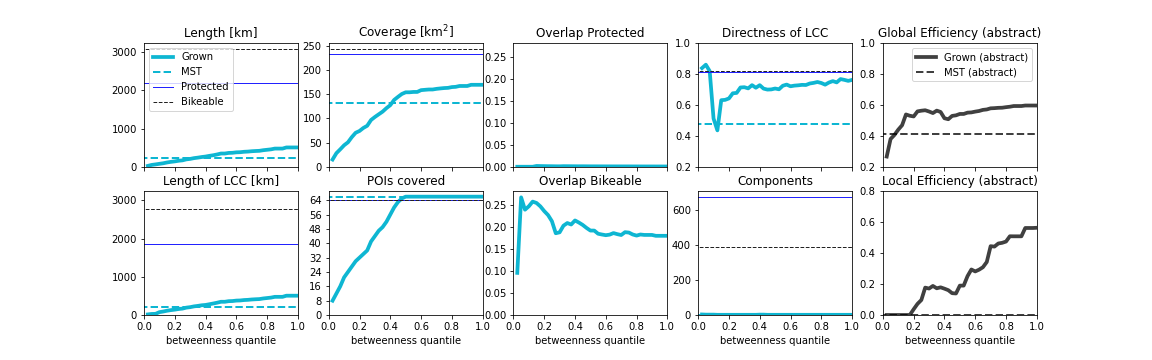 Length [km]
Coverage [km²]
Overlap Protected
Directness of LCC
Global Efficiency (abstract)
3000
2000
1000
0
Grown
MST
Protected
Bikeable
250
200
150
100
50
0
0.25
0.20
0.15
0.10
0.05
0.00
1.0
0.8
0.6
0.4
0.2
1.0
0.8
0.6
0.4
0.2
Grown (abstract)
MST (abstract)
Length of LCC [km]
POIs covered
Overlap Bikeable
Components
Local Efficiency (abstract)
3000
2000
1000
0
64
56
48
40
32
24
16
8
0.25
0.20
0.15
0.10
0.05
0.00
600
400
200
0
0.8
0.6
0.4
0.2
0.0
0.0 0.2 0.4 0.6 0.8 1.0
0.0 0.2 0.4 0.6 0.8 1.0
0.0 0.2 0.4 0.6 0.8 1.0
0.0 0.2 0.4 0.6 0.8 1.0
0.0 0.2 0.4 0.6 0.8 1.0
betweenness quantile
betweenness quantile
betweenness quantile
betweenness quantile
betweenness quantile